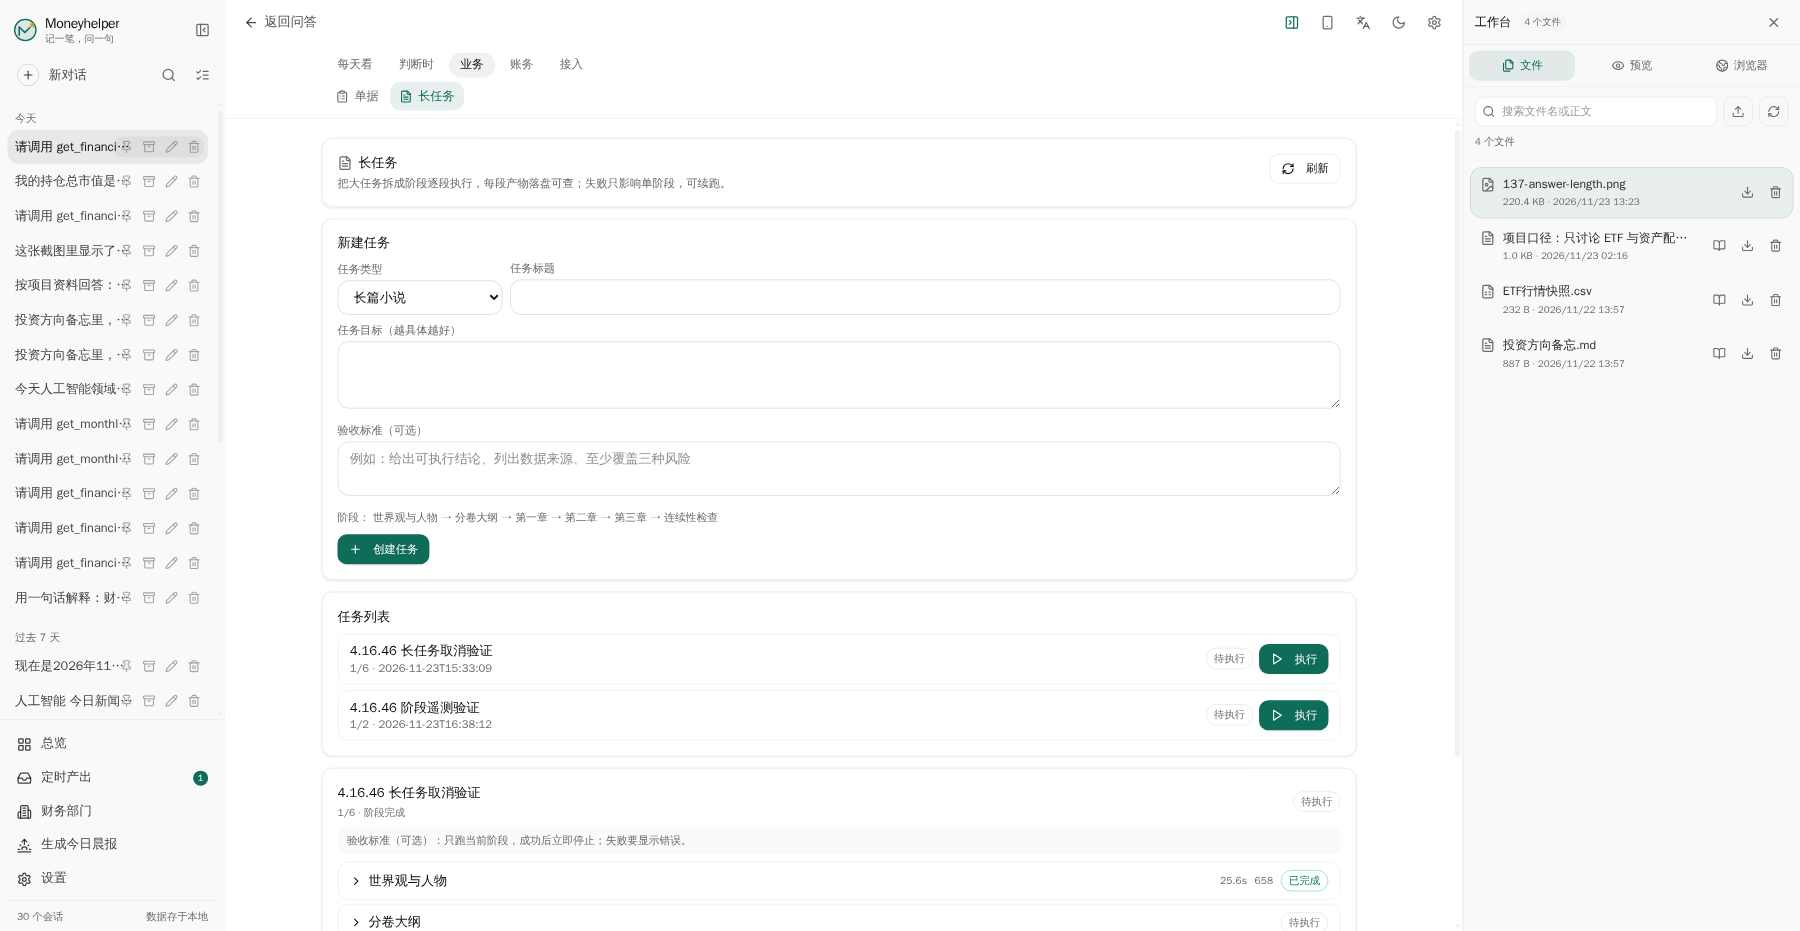 Moneyhelper
记一笔，问一句
新对话
今天
请调用 get_financi…
我的持仓总市值是…
请调用 get_financi…
这张截图里显示了…
按项目资料回答：…
投资方向备忘里，…
投资方向备忘里，…
今天人工智能领域…
请调用 get_monthl…
请调用 get_monthl…
请调用 get_financi…
请调用 get_financi…
请调用 get_financi…
用一句话解释：财…
过去 7 天
现在是2026年11…
人工智能 今日新闻…
总览
定时产出 1
财务部门
生成今日晨报
设置
30 个会话 数据存于本地
返回问答
每天看 判断时 业务 账务 接入
单据 长任务
长任务
把大任务拆成阶段逐段执行，每段产物落盘可查；失败只影响单阶段，可续跑。
刷新
新建任务
任务类型 任务标题
长篇小说
任务目标（越具体越好）
验收标准（可选）
例如：给出可执行结论、列出数据来源、至少覆盖三种风险
阶段： 世界观与人物 → 分卷大纲 → 第一章 → 第二章 → 第三章 → 连续性检查
创建任务
任务列表
4.16.46 长任务取消验证
1/6 · 2026-11-23T15:33:09
待执行 执行
4.16.46 阶段遥测验证
1/2 · 2026-11-23T16:38:12
待执行 执行
4.16.46 长任务取消验证
1/6 · 阶段完成
待执行
验收标准（可选）：只跑当前阶段，成功后立即停止；失败要显示错误。
世界观与人物 25.6s 658 已完成
分卷大纲 待执行
工作台 4 个文件
文件 预览 浏览器
搜索文件名或正文
4 个文件
137-answer-length.png
220.4 KB · 2026/11/23 13:23
项目口径：只讨论 ETF 与资产配…
1.0 KB · 2026/11/23 02:16
ETF行情快照.csv
232 B · 2026/11/22 13:57
投资方向备忘.md
887 B · 2026/11/22 13:57